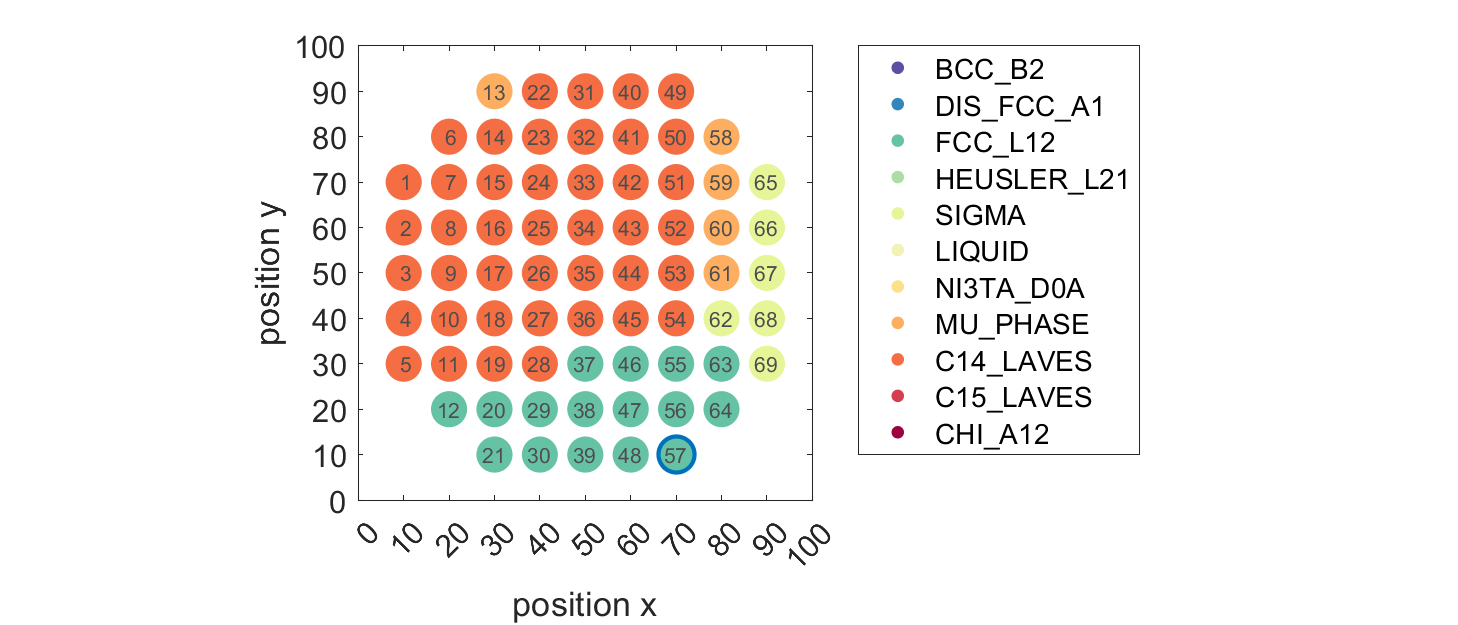 100
90
80
70
60
50
40
30
20
10
0
position y
13 22 31 40 49
6 14 23 32 41 50 58
1 7 15 24 33 42 51 59 65
2 8 16 25 34 43 52 60 66
3 9 17 26 35 44 53 61 67
4 10 18 27 36 45 54 62 68
5 11 19 28 37 46 55 63 69
12 20 29 38 47 56 64
21 30 39 48 57
0 10 20 30 40 50 60 70 80 90 100
position x
BCC_B2
DIS_FCC_A1
FCC_L12
HEUSLER_L21
SIGMA
LIQUID
NI3TA_D0A
MU_PHASE
C14_LAVES
C15_LAVES
CHI_A12